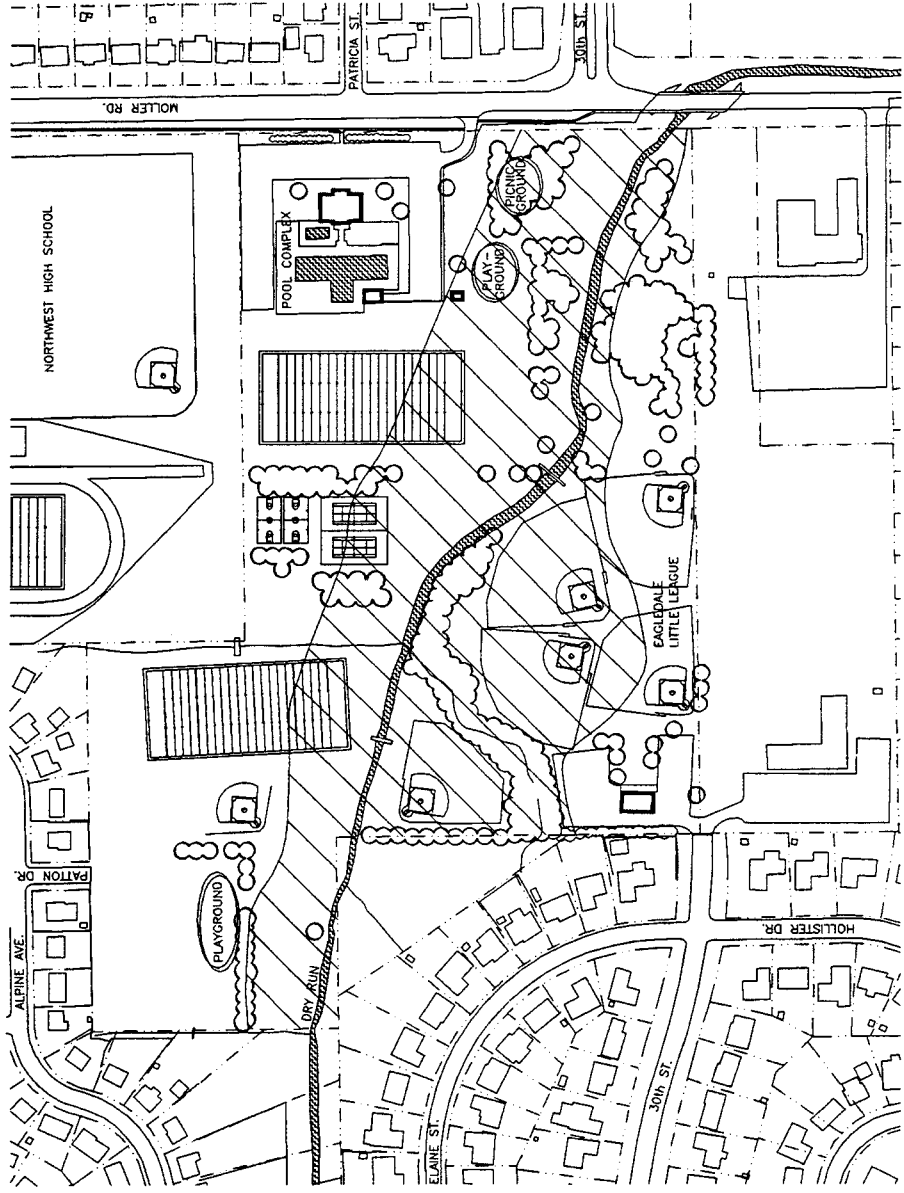 MOLLER RD.
PATRICIA ST.
30th ST.
NORTHWEST HIGH SCHOOL
POOL COMPLEX
PICNIC
GROUND
PLAY-
GROUND
EAGLEDALE
LITTLE LEAGUE
PATTON DR.
ALPINE AVE.
PLAYGROUND
DRY RUN
HOLLISTER DR.
ELAINE ST.
30th ST.